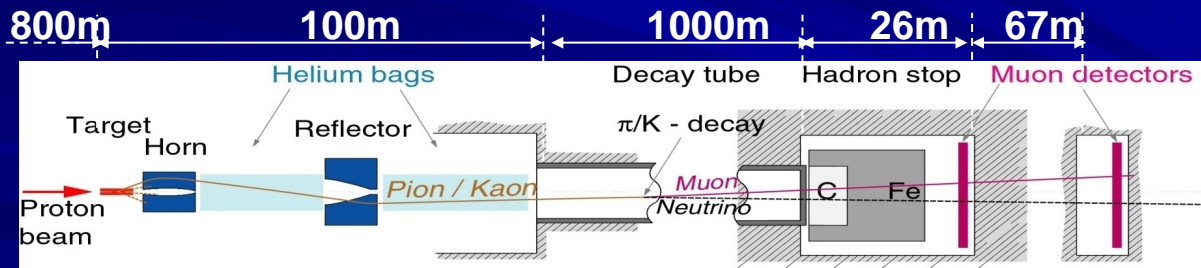 800m 100m 1000m 26m 67m
Helium bags Decay tube Hadron stop Muon detectors
Target Reflector π/K - decay
Horn
Pion / Kaon Muon C Fe
Proton Neutrino
beam